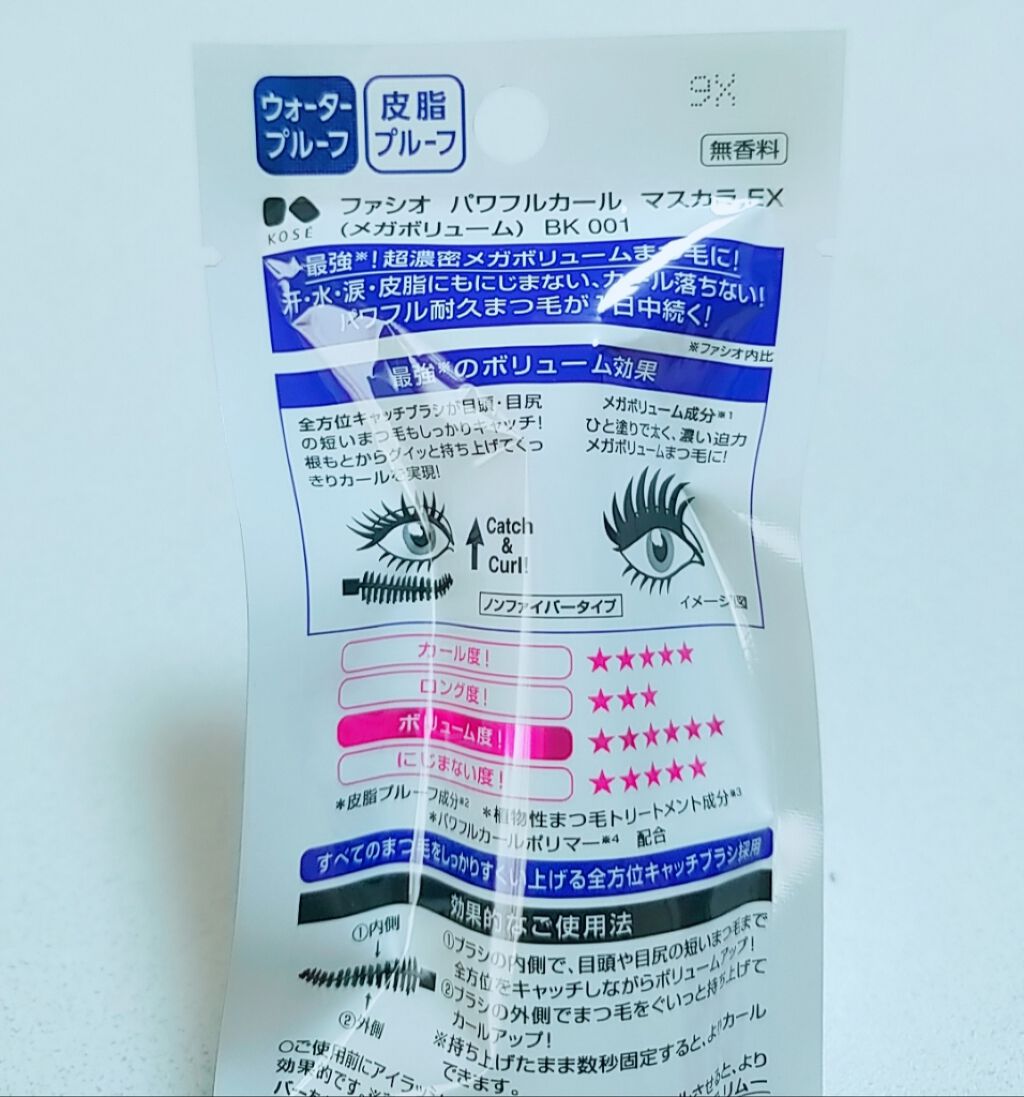 ウォーター
プルーフ
皮脂
プルーフ
9X
無香料
KOSÉ
ファシオ パワフルカール マスカラ EX
(メガボリューム) BK 001
最強※!超濃密メガボリュームまつ毛に!
汗・水・涙・皮脂にもにじまない、カール落ちない!
パワフル耐久まつ毛が1日中続く!
※ファシオ内比
最強※のボリューム効果
全方位キャッチブラシが目頭・目尻
の短いまつ毛もしっかりキャッチ!
根もとからグイッと持ち上げてくっ
きりカールを実現!
メガボリューム成分※1
ひと塗りで太く、濃い迫力
メガボリュームまつ毛に!
Catch
&
Curl!
ノンファイバータイプ
イメージ図
カール度! ★★★★★
ロング度! ★★★
ボリューム度! ★★★★★★
にじまない度! ★★★★★
*皮脂プルーフ成分※2 *植物性まつ毛トリートメント成分※3
*パワフルカールポリマー※4 配合
すべてのまつ毛をしっかりすくい上げる全方位キャッチブラシ採用
効果的なご使用法
①内側
②外側
①ブラシの内側で、目頭や目尻の短いまつ毛まで
全方位をキャッチしながらボリュームアップ!
②ブラシの外側でまつ毛をぐいっと持ち上げて
カールアップ!
※持ち上げたまま数秒固定すると、よりカール
できます。
○ご使用前にアイラッシ
効果的です。
させると、より